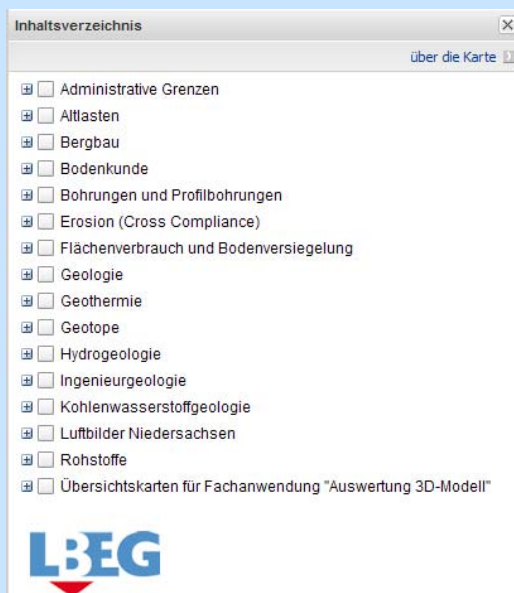 Inhaltsverzeichnis
über die Karte
Administrative Grenzen
Altlasten
Bergbau
Bodenkunde
Bohrungen und Profilbohrungen
Erosion (Cross Compliance)
Flächenverbrauch und Bodenversiegelung
Geologie
Geothermie
Geotope
Hydrogeologie
Ingenieurgeologie
Kohlenwasserstoffgeologie
Luftbilder Niedersachsen
Rohstoffe
Übersichtskarten für Fachanwendung "Auswertung 3D-Modell"
LBEG